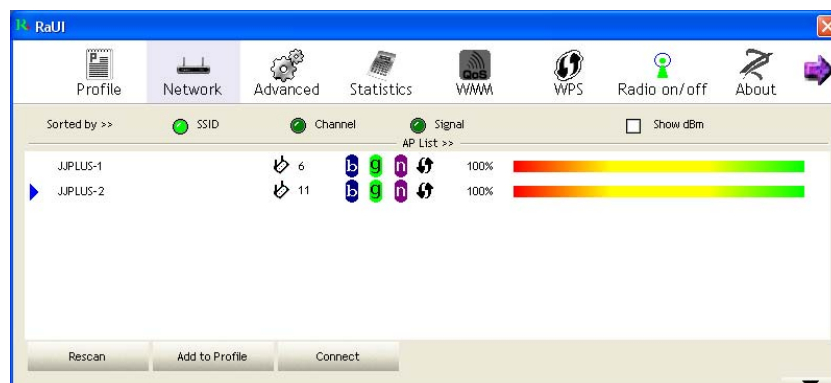 RaUI
Profile Network Advanced Statistics QoS WMM WPS Radio on/off About
Sorted by >> SSID Channel Signal Show dBm
AP List >>
JJPLUS-1 6 b g n 100%
JJPLUS-2 11 b g n 100%
Rescan Add to Profile Connect